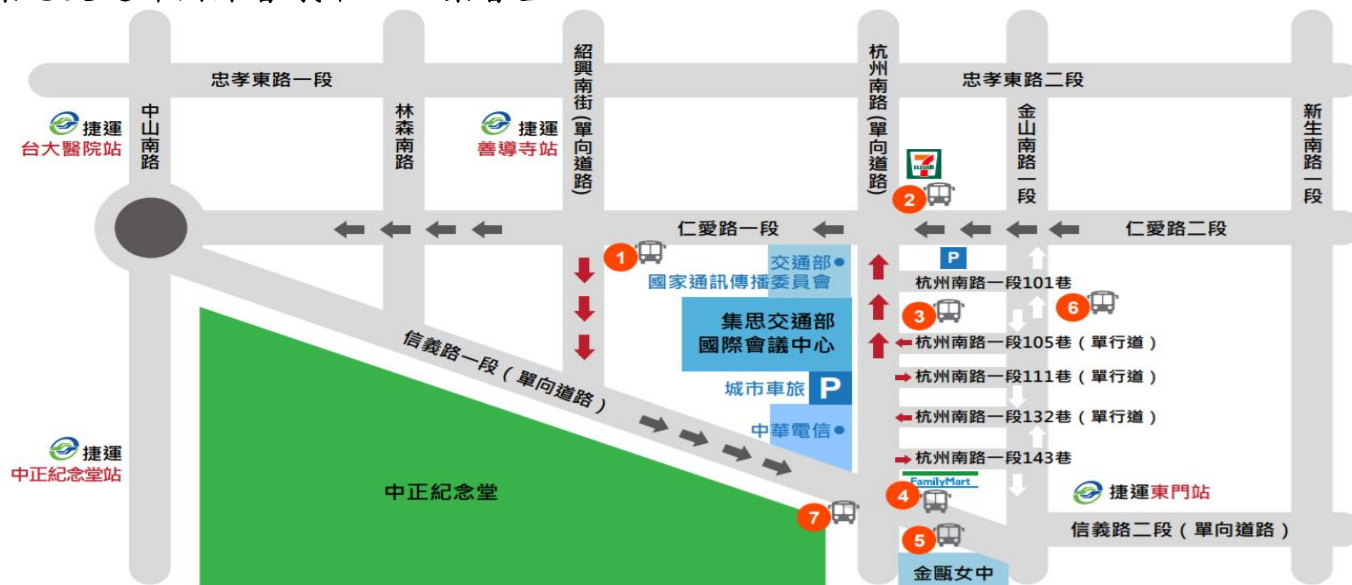 忠孝東路一段
忠孝東路二段
中山南路
林森南路
紹興南街(單向道路)
杭州南路(單向道路)
金山南路一段
新生南路一段
捷運
台大醫院站
捷運
善導寺站
7
ELEVEN
2
仁愛路一段
仁愛路二段
1
交通部
國家通訊傳播委員會
P
杭州南路一段101巷
3
6
集思交通部
國際會議中心
杭州南路一段105巷(單行道)
信義路一段(單向道路)
城市車旅 P
杭州南路一段111巷(單行道)
中華電信
杭州南路一段132巷(單行道)
杭州南路一段143巷
捷運
中正紀念堂站
中正紀念堂
FamilyMart
4
捷運東門站
7
5
信義路二段(單向道路)
金甌女中